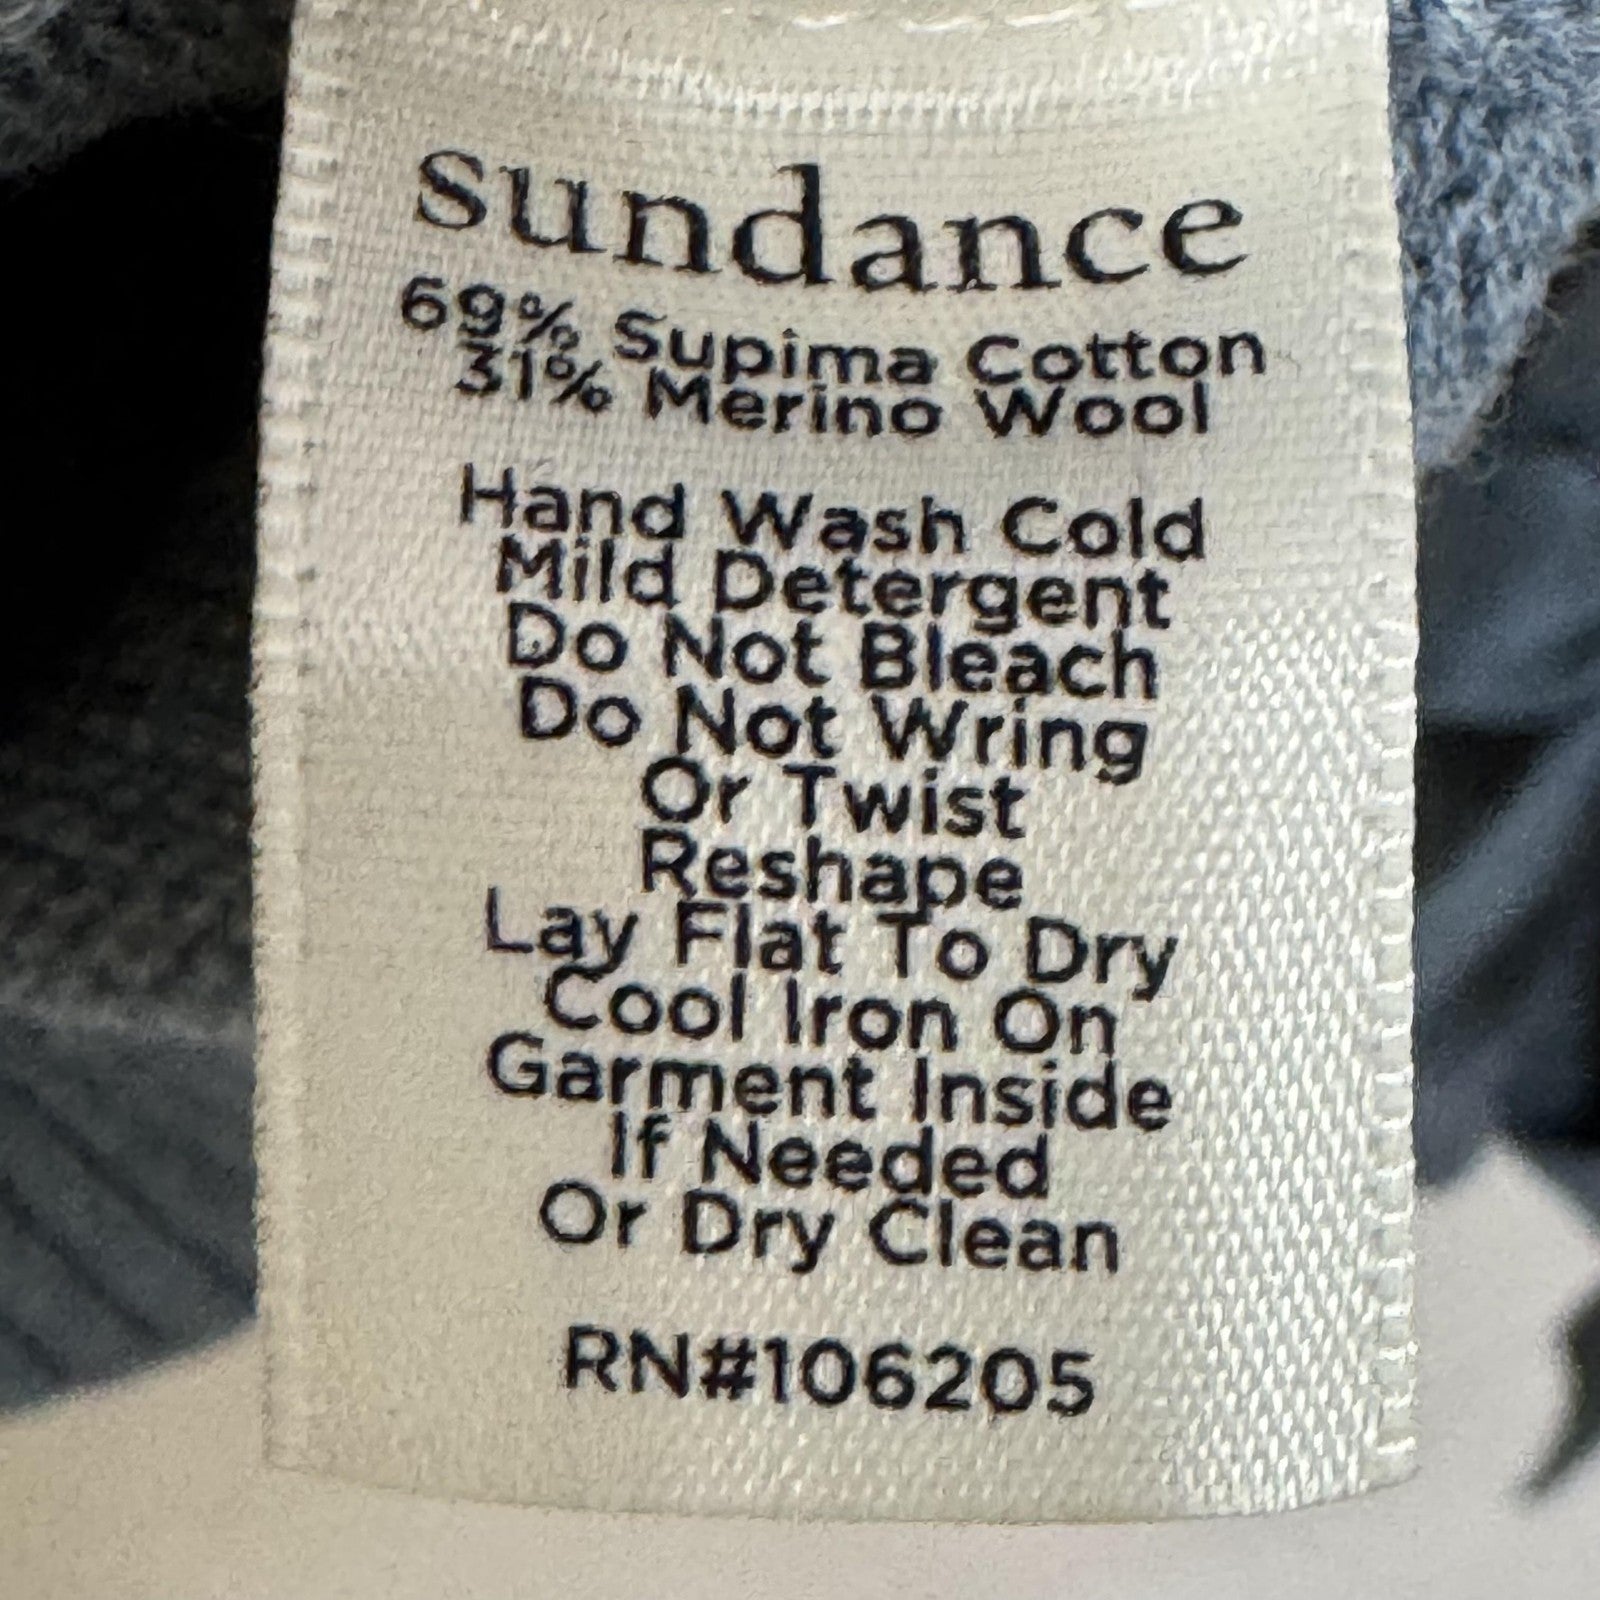 sundance
69% Supima Cotton
31% Merino Wool
Hand Wash Cold
Mild Detergent
Do Not Bleach
Do Not Wring
Or Twist
Reshape
Lay Flat To Dry
Cool Iron On
Garment Inside
If Needed
Or Dry Clean
RN#106205